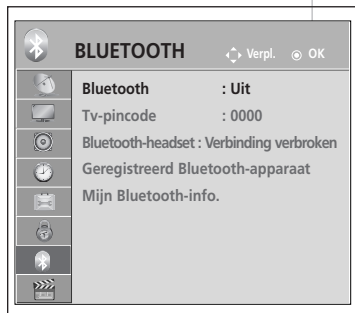 BLUETOOTH Verpl. OK
Bluetooth : Uit
Tv-pincode : 0000
Bluetooth-headset : Verbinding verbroken
Geregistreerd Bluetooth-apparaat
Mijn Bluetooth-info.